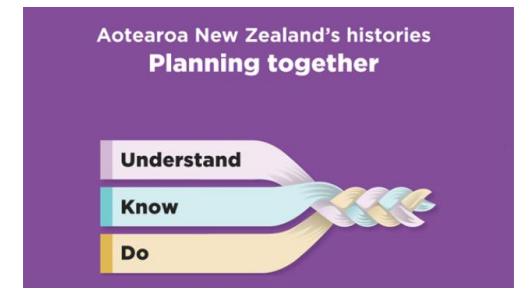 Aotearoa New Zealand's histories
Planning together
Understand
Know
Do